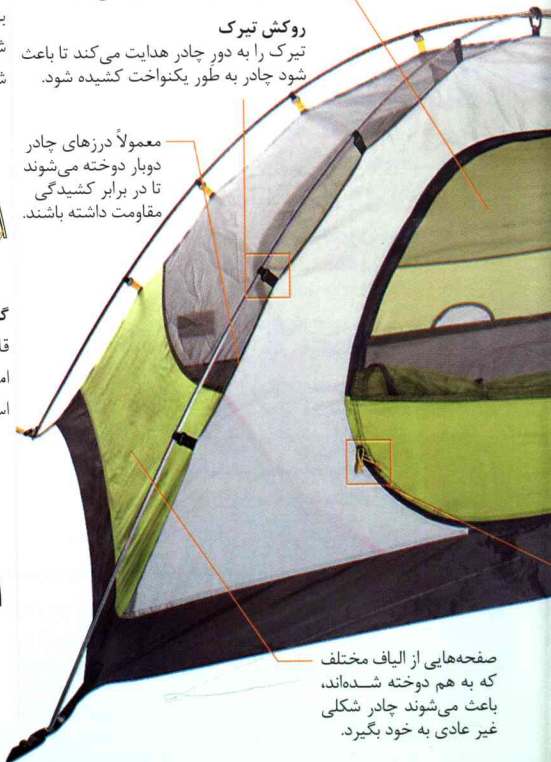 روکش تیرک
تیرک را به دورِ چادر هدایت می‌کند تا باعث
شود چادر به طور یکنواخت کشیده شود.
معمولاً درزهای چادر
دوبار دوخته می‌شوند
تا در برابر کشیدگی
مقاومت داشته باشند.
صفحه‌هایی از الیاف مختلف
که به هم دوخته شــده‌اند،
باعث می‌شوند چادر شکلی
غیر عادی به خود بگیرد.